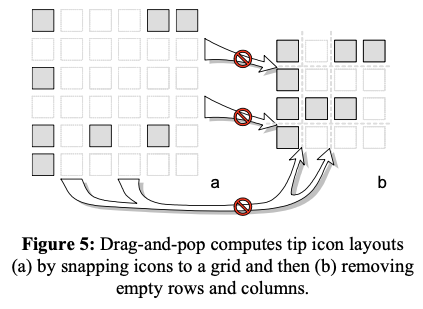 a
b
Figure 5: Drag-and-pop computes tip icon layouts
(a) by snapping icons to a grid and then (b) removing
empty rows and columns.